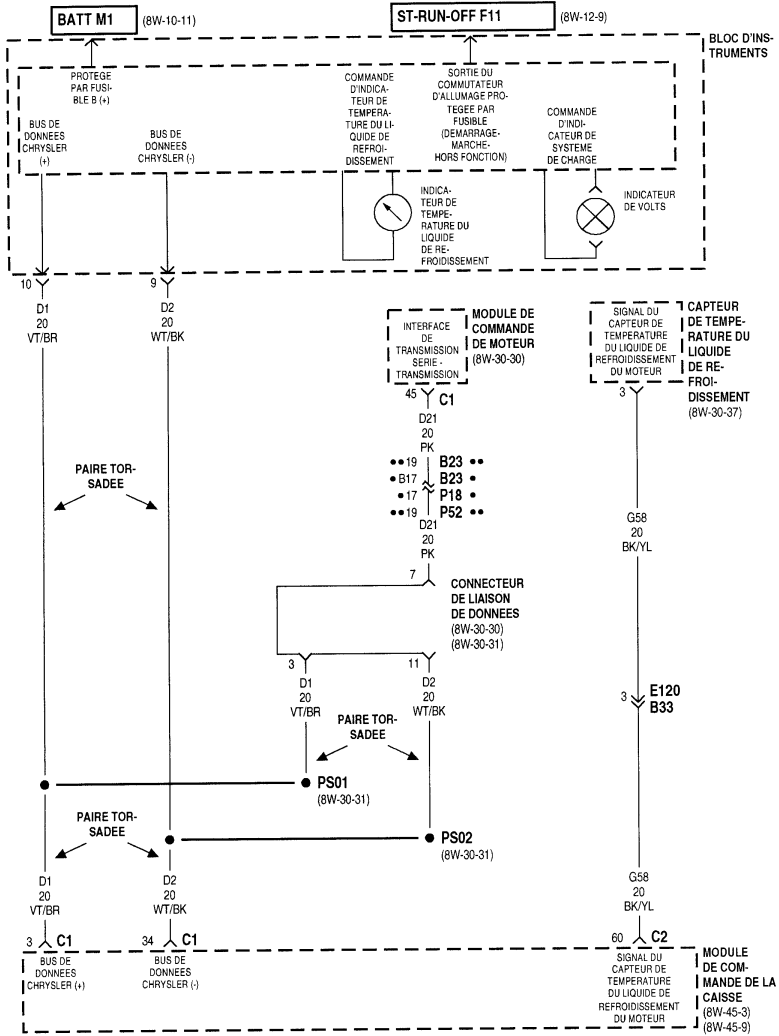 BATT M1
(8W-10-11)
ST-RUN-OFF F11
(8W-12-9)
BLOC D'INS-
TRUMENTS
PROTEGE
PAR FUSI-
BLE B (+)
BUS DE
DONNEES
CHRYSLER
(+)
BUS DE
DONNEES
CHRYSLER (-)
COMMANDE
D'INDICA-
TEUR DE
TEMPERA-
TURE DU LI-
QUIDE DE
REFROI-
DISSEMENT
SORTIE DU
COMMUTATEUR
D'ALLUMAGE PRO-
TEGEE PAR
FUSIBLE
(DEMARRAGE-
MARCHE-
HORS FONCTION)
COMMANDE
D'INDI-
CATEUR DE
SYSTEME
DE CHARGE
INDICA-
TEUR DE
TEMPE-
RATURE DU
LIQUIDE
DE RE-
FROIDISSEMENT
INDICATEUR
DE VOLTS
10
D1
20
VT/BR
9
D2
20
WT/BK
INTERFACE
DE
TRANSMISSION
SERIE -
TRANSMISSION
MODULE DE
COMMANDE
DE MOTEUR
(8W-30-30)
SIGNAL DU
CAPTEUR DE
TEMPERATURE
DU LIQUIDE DE
REFROIDISSEMENT
DU MOTEUR
CAPTEUR
DE TEMPE-
RATURE DU
LIQUIDE
DE RE-
FROI-
DISSEMENT
(8W-30-37)
45
C1
D21
20
PK
3
••19 B23 ••
•B17 B23 •
•17 P18 •
••19 P52 ••
D21
20
PK
PAIRE TOR-
SADEE
G58
20
BK/YL
7
CONNECTEUR
DE LIAISON
DE DONNEES
(8W-30-30)
(8W-30-31)
3
11
D1
20
VT/BR
D2
20
WT/BK
PAIRE TOR-
SADEE
3
E120
B33
PS01
(8W-30-31)
PAIRE TOR-
SADEE
PS02
(8W-30-31)
D1
20
VT/BR
D2
20
WT/BK
G58
20
BK/YL
3
C1
34
C1
60
C2
BUS DE
DONNEES
CHRYSLER (+)
BUS DE
DONNEES
CHRYSLER (-)
SIGNAL DU
CAPTEUR DE
TEMPERATURE
DU LIQUIDE DE
REFROIDISSEMENT
DU MOTEUR
MODULE
DE COM-
MANDE DE LA
CAISSE
(8W-45-3)
(8W-45-9)